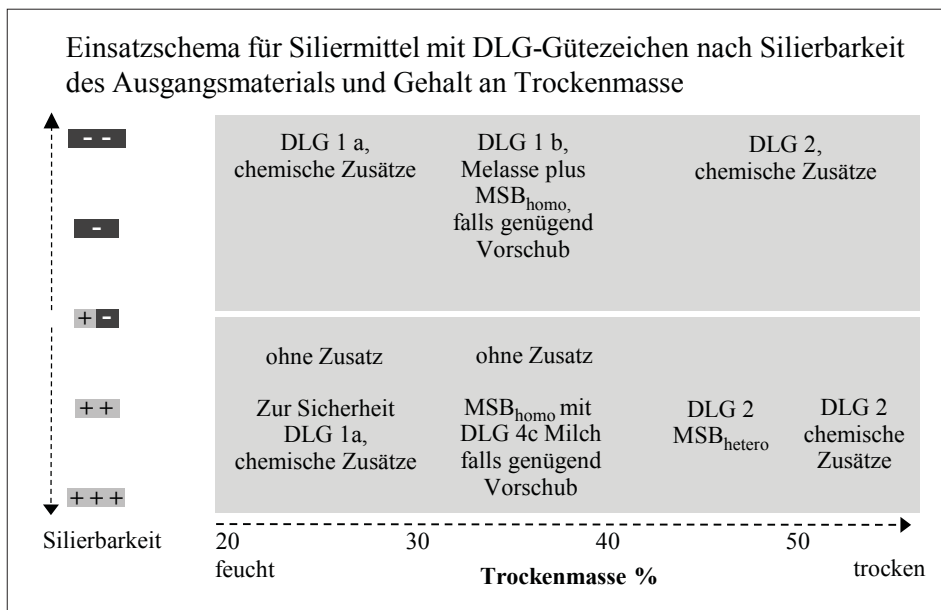 Einsatzschema für Siliermittel mit DLG-Gütezeichen nach Silierbarkeit
des Ausgangsmaterials und Gehalt an Trockenmasse
- -
-
+ -
+ +
+ + +
Silierbarkeit
DLG 1 a,
chemische Zusätze
DLG 1 b,
Melasse plus
MSBhomo,
falls genügend
Vorschub
DLG 2,
chemische Zusätze
ohne Zusatz
Zur Sicherheit
DLG 1a,
chemische Zusätze
ohne Zusatz
MSBhomo mit
DLG 4c Milch
falls genügend
Vorschub
DLG 2
MSBhetero
DLG 2
chemische
Zusätze
20 30 40 50
feucht trocken
Trockenmasse %